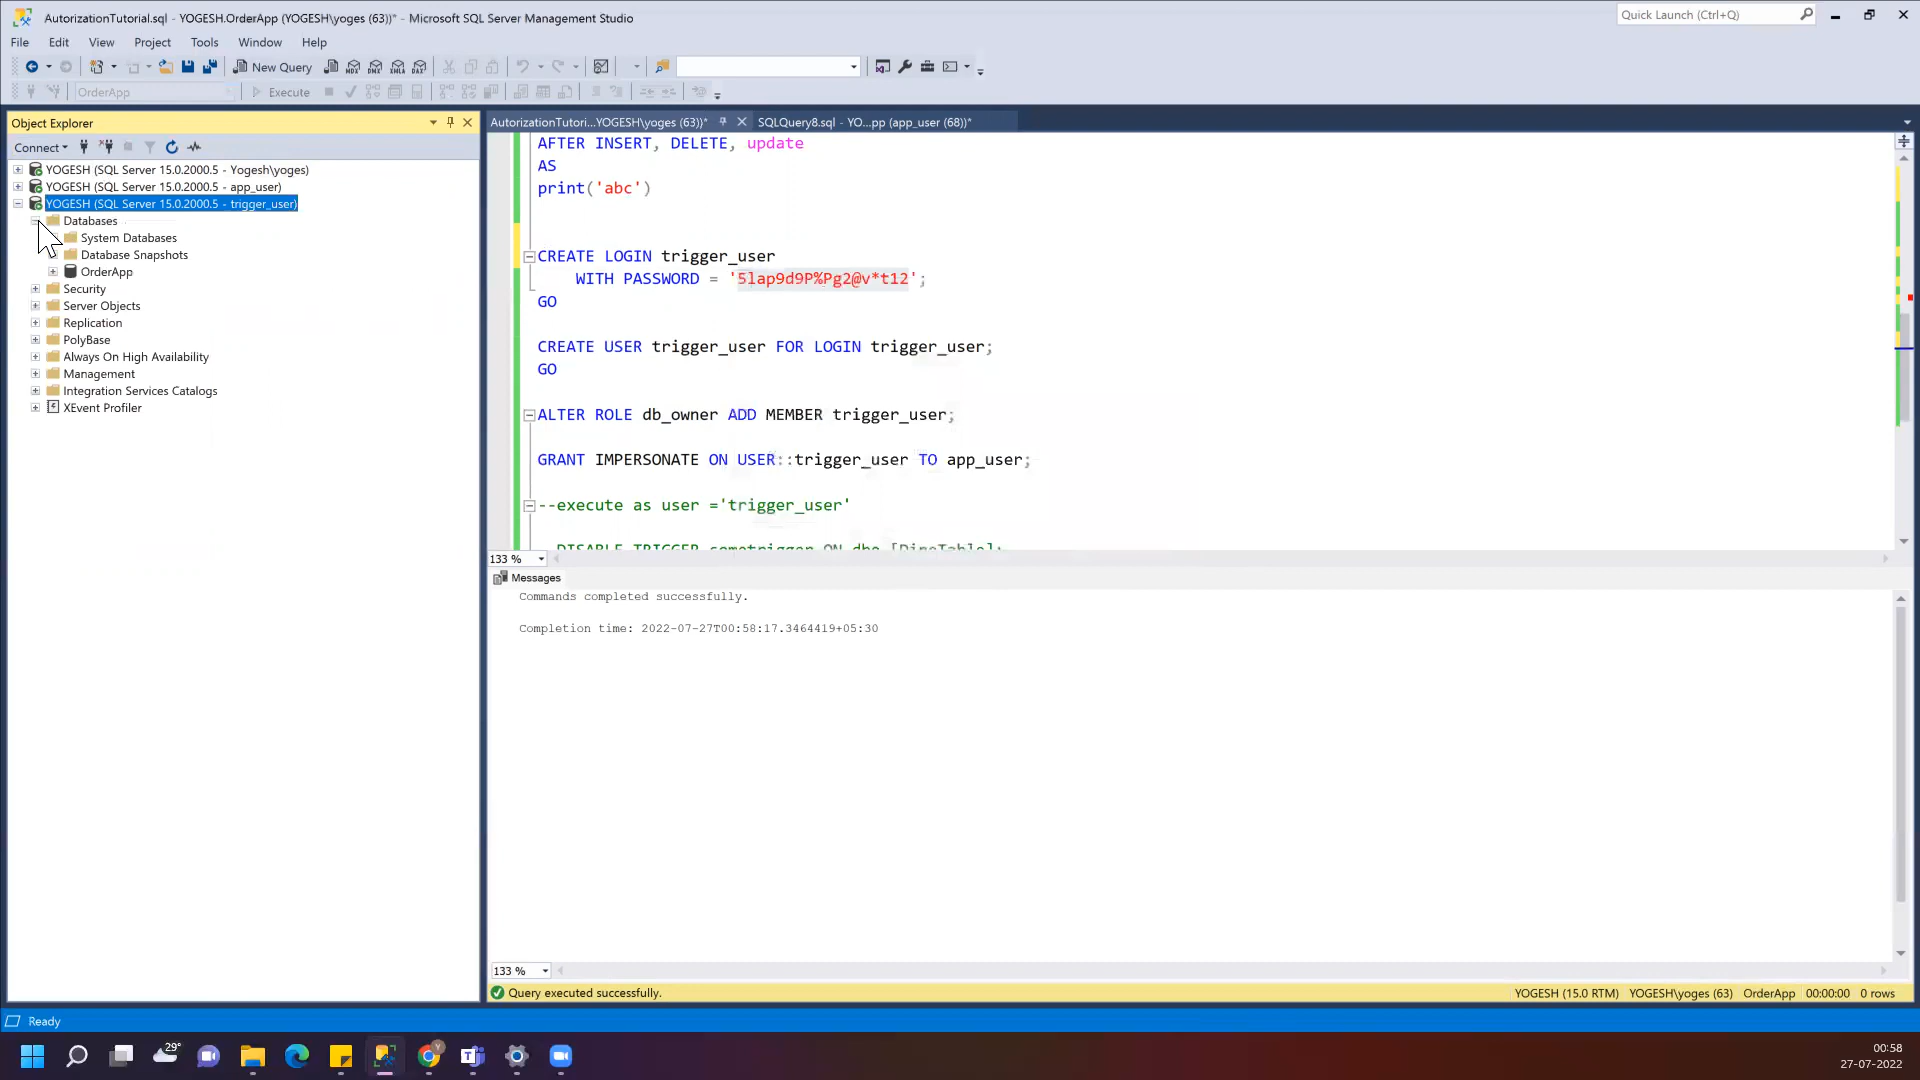 AutorizationTutorial.sql - YOGESH.OrderApp (YOGESH\yoges (63))* - Microsoft SQL Server Management Studio
Quick Launch (Ctrl+Q)
File Edit View Project Tools Window Help
New Query
OrderApp
Execute
Object Explorer
AutorizationTutori...YOGESH\yoges (63))*
SQLQuery8.sql - YO...pp (app_user (68))*
Connect
YOGESH (SQL Server 15.0.2000.5 - Yogesh\yoges)
YOGESH (SQL Server 15.0.2000.5 - app_user)
YOGESH (SQL Server 15.0.2000.5 - trigger_user)
Databases
System Databases
Database Snapshots
OrderApp
Security
Server Objects
Replication
PolyBase
Always On High Availability
Management
Integration Services Catalogs
XEvent Profiler
AFTER INSERT, DELETE, update
AS
print('abc')
CREATE LOGIN trigger_user
WITH PASSWORD = '5lap9d9P%Pg2@v*t12';
GO
CREATE USER trigger_user FOR LOGIN trigger_user;
GO
ALTER ROLE db_owner ADD MEMBER trigger_user;
GRANT IMPERSONATE ON USER::trigger_user TO app_user;
--execute as user ='trigger_user'
DISABLE TRIGGER sometrigger ON dbo.[DimeTable];
133 %
Messages
Commands completed successfully.
Completion time: 2022-07-27T00:58:17.3464419+05:30
133 %
Query executed successfully.
YOGESH (15.0 RTM) YOGESH\yoges (63) OrderApp 00:00:00 0 rows
Ready
29°
00:58
27-07-2022